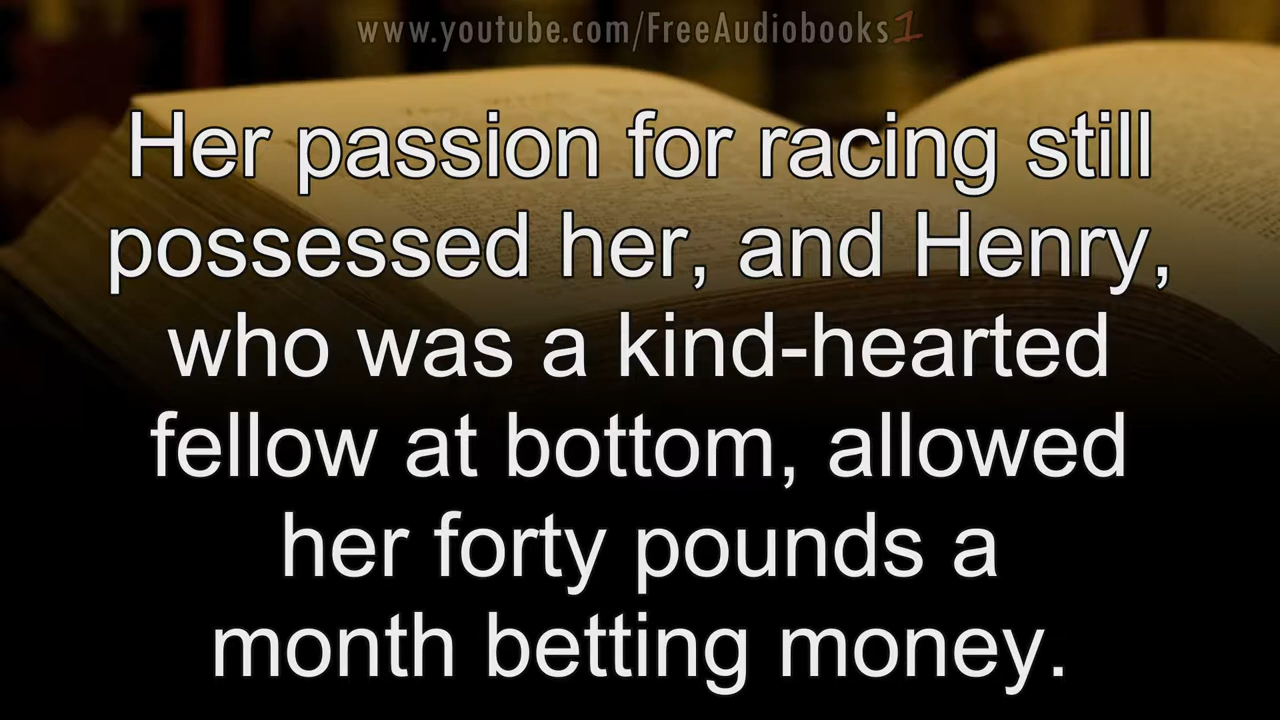 www.youtube.com/FreeAudiobooks1
Her passion for racing still
possessed her, and Henry,
who was a kind-hearted
fellow at bottom, allowed
her forty pounds a
month betting money.